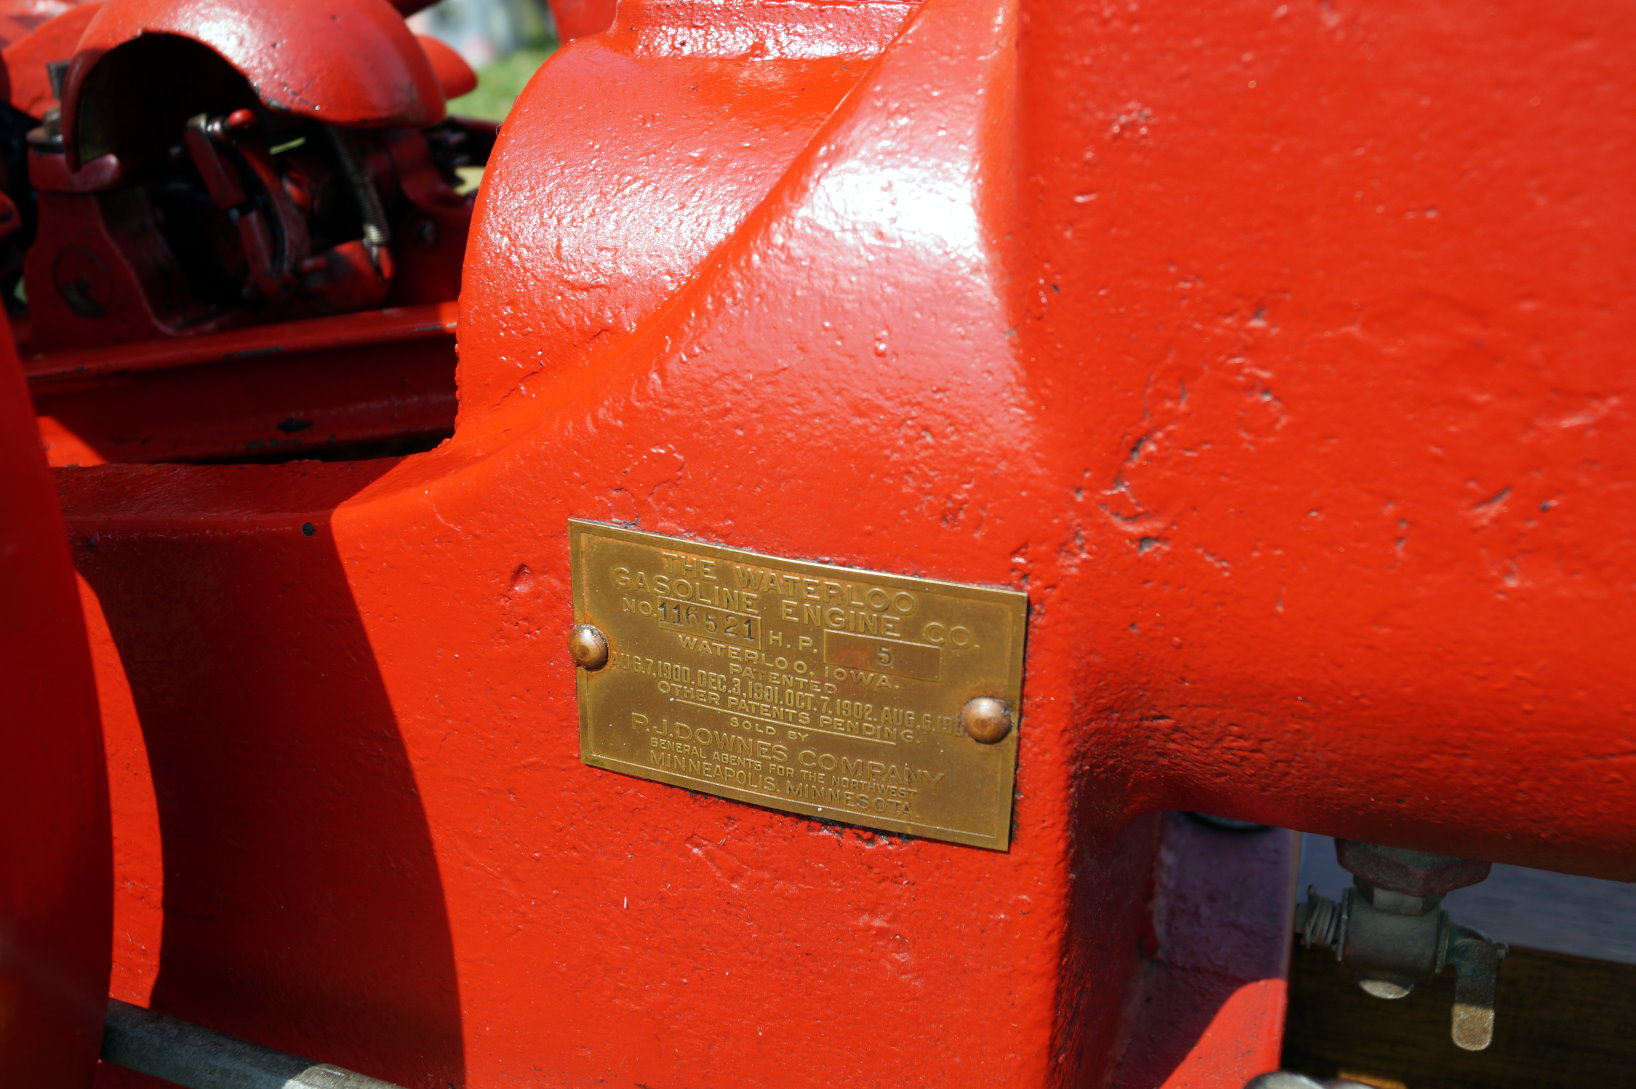 THE WATERLOO
GASOLINE ENGINE CO.
NO. 116521 H.P. 5
WATERLOO, IOWA.
PATENTED
AUG.7,1900. DEC.3,1901. OCT.7,1902. AUG.6,
OTHER PATENTS PENDING.
SOLD BY
P.J.DOWNES COMPANY
GENERAL AGENTS FOR THE NORTHWEST
MINNEAPOLIS, MINNESOTA